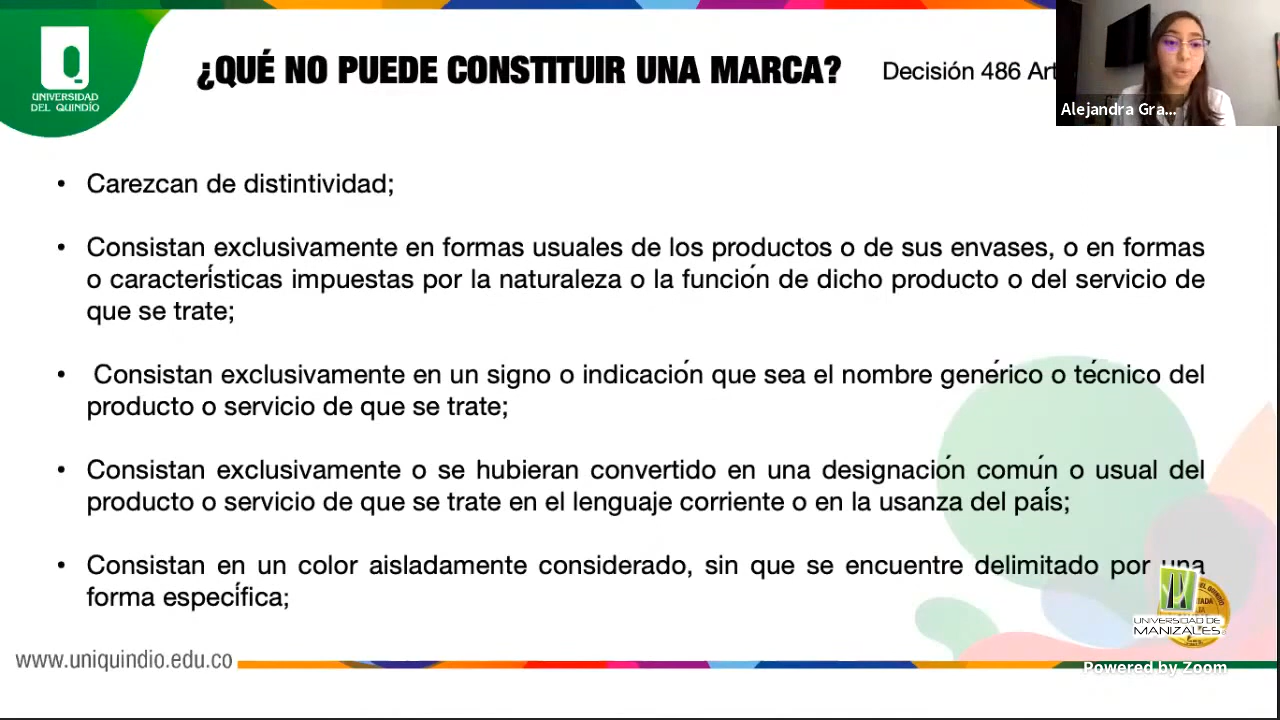 UNIVERSIDAD
DEL QUINDÍO
¿QUÉ NO PUEDE CONSTITUIR UNA MARCA?
Decisión 486 Art
Alejandra Gra...
• Carezcan de distintividad;
• Consistan exclusivamente en formas usuales de los productos o de sus envases, o en formas
o características impuestas por la naturaleza o la función de dicho producto o del servicio de
que se trate;
• Consistan exclusivamente en un signo o indicación que sea el nombre genérico o técnico del
producto o servicio de que se trate;
• Consistan exclusivamente o se hubieran convertido en una designación común o usual del
producto o servicio de que se trate en el lenguaje corriente o en la usanza del país;
• Consistan en un color aisladamente considerado, sin que se encuentre delimitado por una
forma específica;
UNIVERSIDAD DE
MANIZALES
www.uniquindio.edu.co
Powered by Zoom